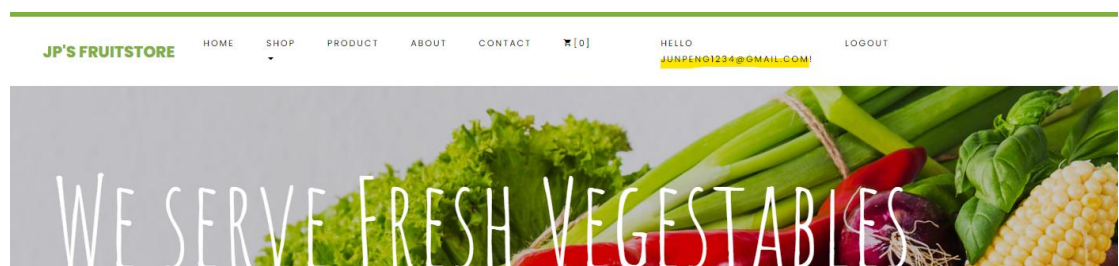 JP'S FRUITSTORE
HOME SHOP PRODUCT ABOUT CONTACT [0] HELLO LOGOUT
JUNPENG1234@GMAIL.COM!
WE SERVE FRESH VEGESTABLES